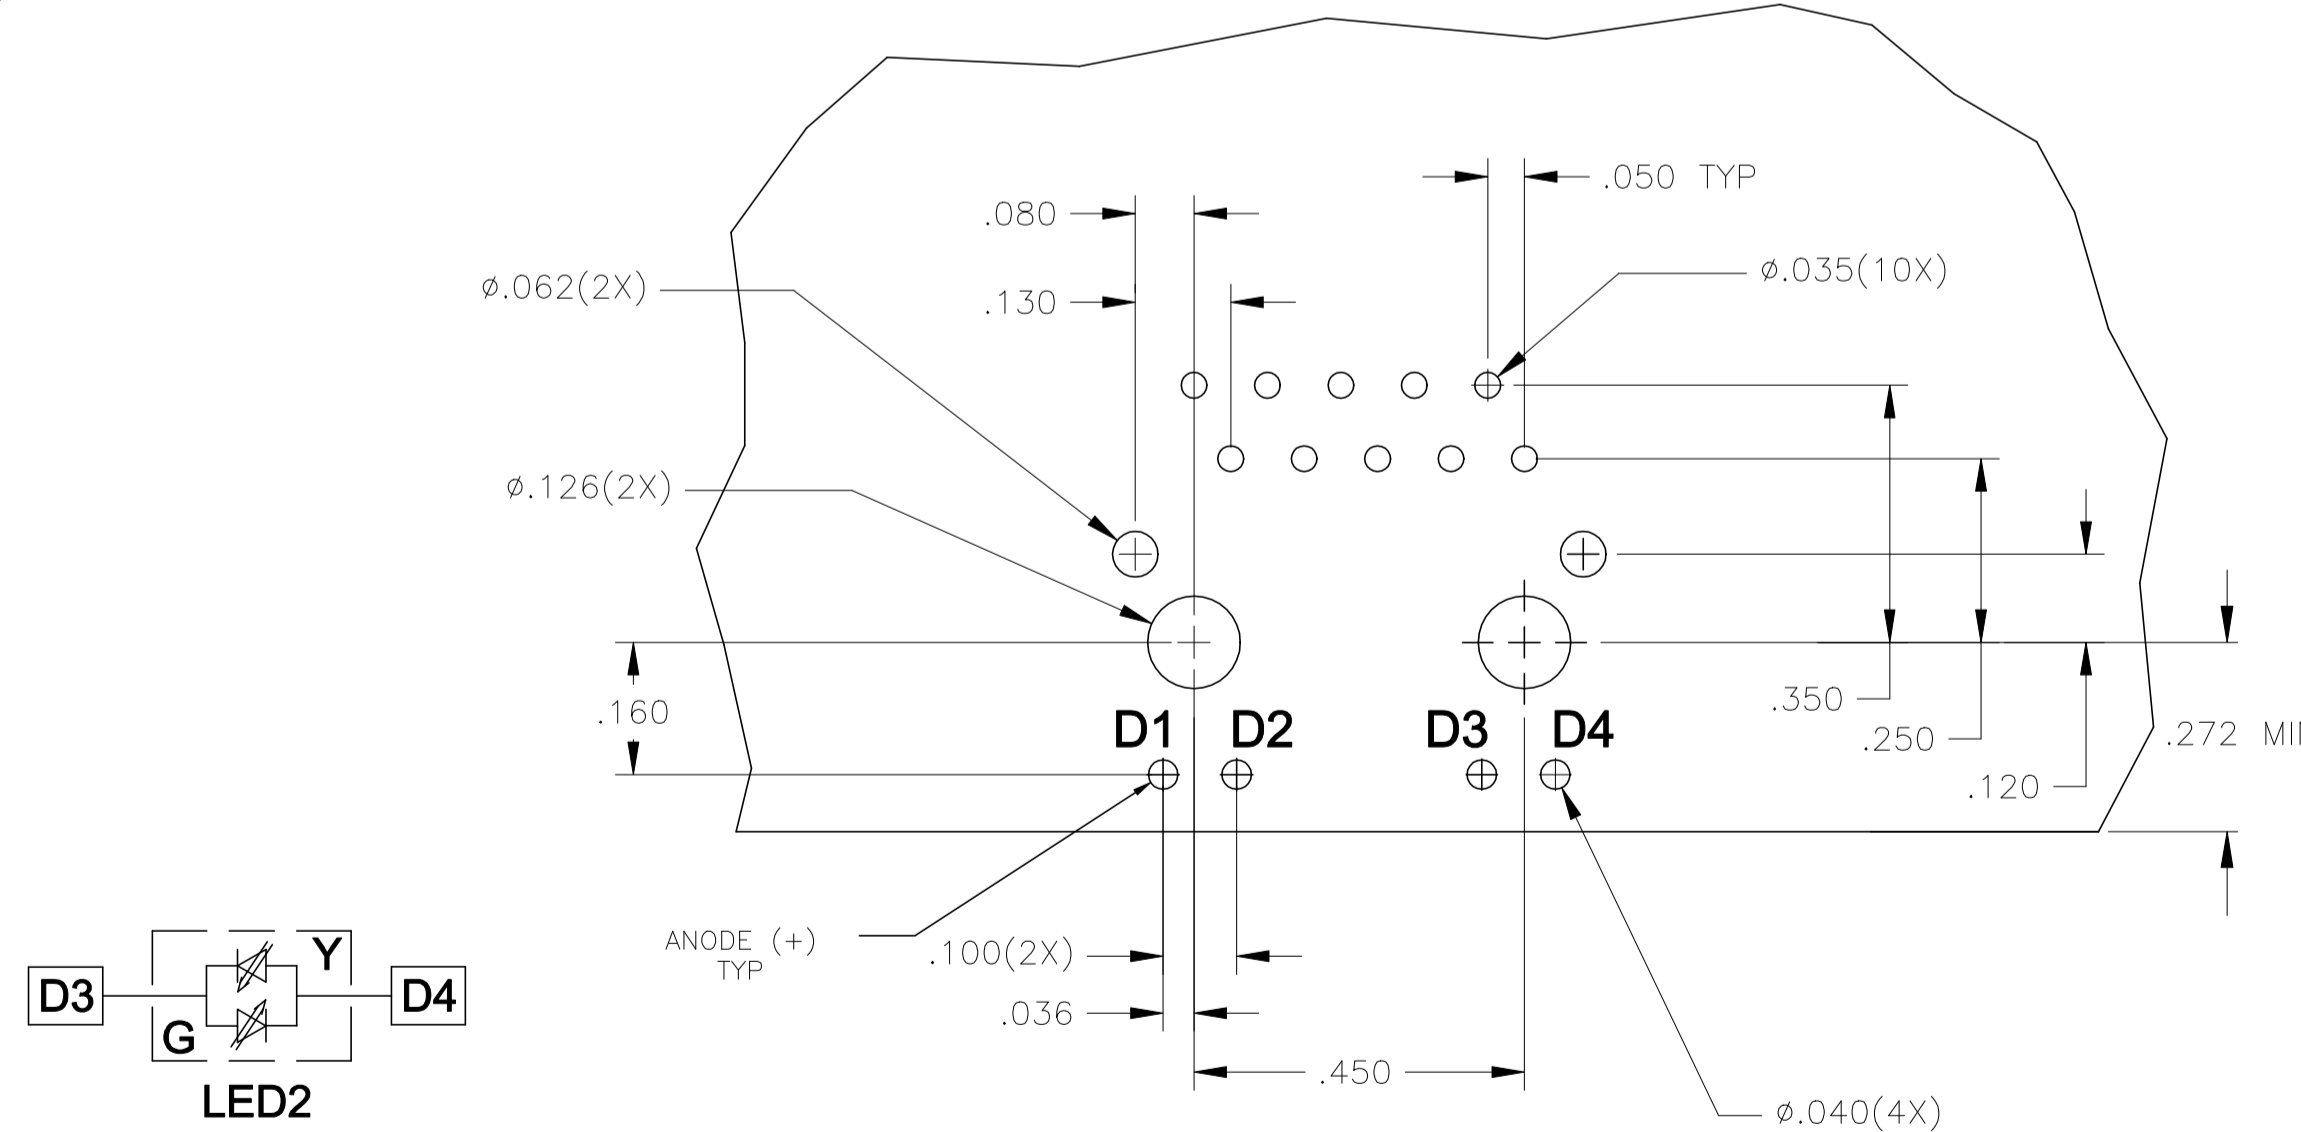 .050 TYP
.080
ø.035(10X)
ø.062(2X)
.130
ø.126(2X)
.160
.350
D1 D2 D3 D4
.250
.272 MI
.120
ANODE (+)
TYP
.100(2X)
Y
D3
D4
G
.036
.450
LED2
ø.040(4X)